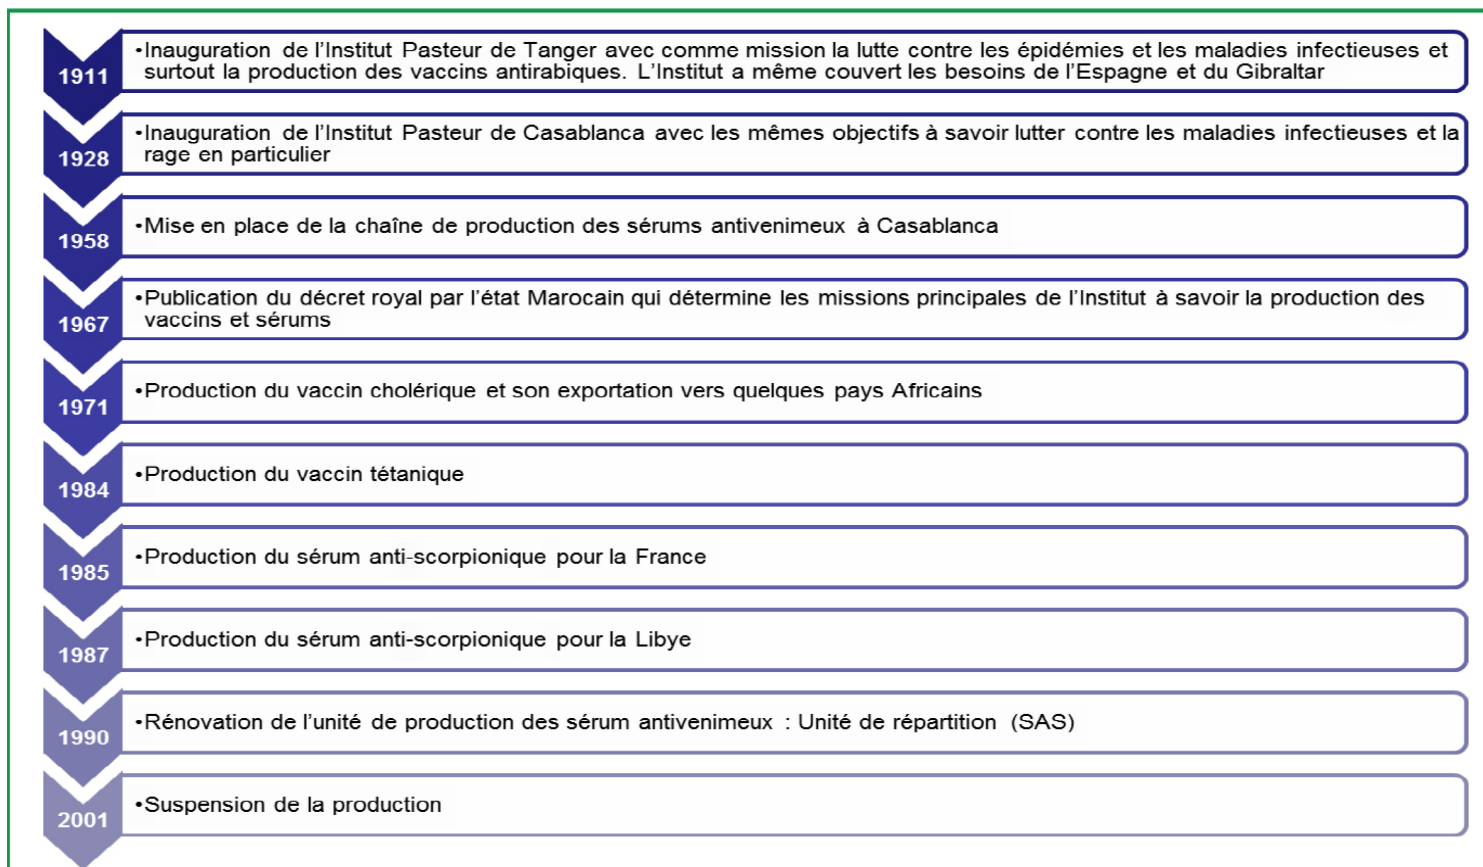 1911
•Inauguration de l’Institut Pasteur de Tanger avec comme mission la lutte contre les épidémies et les maladies infectieuses et
surtout la production des vaccins antirabiques. L’Institut a même couvert les besoins de l’Espagne et du Gibraltar
1928
•Inauguration de l’Institut Pasteur de Casablanca avec les mêmes objectifs à savoir lutter contre les maladies infectieuses et la
rage en particulier
1958
•Mise en place de la chaîne de production des sérums antivenimeux à Casablanca
1967
•Publication du décret royal par l’état Marocain qui détermine les missions principales de l’Institut à savoir la production des
vaccins et sérums
1971
•Production du vaccin cholérique et son exportation vers quelques pays Africains
1984
•Production du vaccin tétanique
1985
•Production du sérum anti-scorpionique pour la France
1987
•Production du sérum anti-scorpionique pour la Libye
1990
•Rénovation de l’unité de production des sérum antivenimeux : Unité de répartition (SAS)
2001
•Suspension de la production